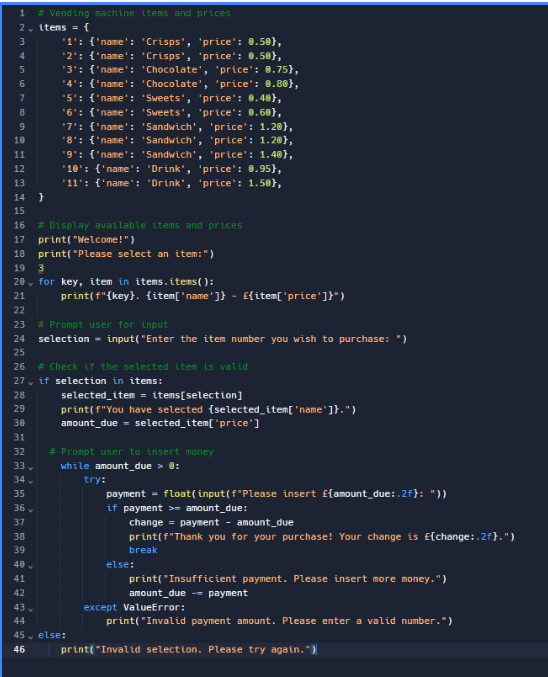 1 # Vending machine items and prices
2 items = {
3     '1': {'name': 'Crisps', 'price': 0.50},
4     '2': {'name': 'Crisps', 'price': 0.50},
5     '3': {'name': 'Chocolate', 'price': 0.75},
6     '4': {'name': 'Chocolate', 'price': 0.80},
7     '5': {'name': 'Sweets', 'price': 0.40},
8     '6': {'name': 'Sweets', 'price': 0.60},
9     '7': {'name': 'Sandwich', 'price': 1.20},
10     '8': {'name': 'Sandwich', 'price': 1.20},
11     '9': {'name': 'Sandwich', 'price': 1.40},
12     '10': {'name': 'Drink', 'price': 0.95},
13     '11': {'name': 'Drink', 'price': 1.50},
14 }
15
16 # Display available items and prices
17 print("Welcome!")
18 print("Please select an item:")
19 3
20 for key, item in items.items():
21     print(f"{key}. {item['name']} - £{item['price']}")
22
23 # Prompt user for input
24 selection = input("Enter the item number you wish to purchase: ")
25
26 # Check if the selected item is valid
27 if selection in items:
28     selected_item = items[selection]
29     print(f"You have selected {selected_item['name']}.")
30     amount_due = selected_item['price']
31
32   # Prompt user to insert money
33     while amount_due > 0:
34         try:
35             payment = float(input(f"Please insert £{amount_due:.2f}: "))
36             if payment >= amount_due:
37                 change = payment - amount_due
38                 print(f"Thank you for your purchase! Your change is £{change:.2f}.")
39                 break
40             else:
41                 print("Insufficient payment. Please insert more money.")
42                 amount_due -= payment
43         except ValueError:
44             print("Invalid payment amount. Please enter a valid number.")
45 else:
46     print("Invalid selection. Please try again.")